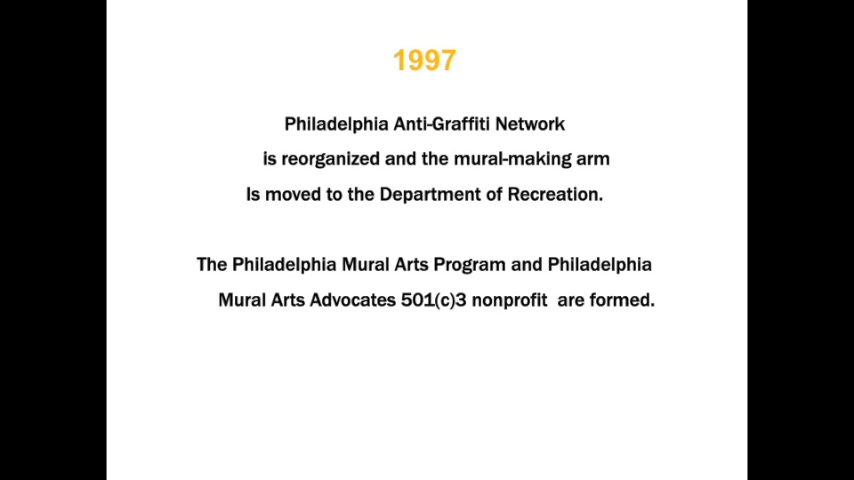 1997
Philadelphia Anti-Graffiti Network
is reorganized and the mural-making arm
Is moved to the Department of Recreation.
The Philadelphia Mural Arts Program and Philadelphia
Mural Arts Advocates 501(c)3 nonprofit  are formed.